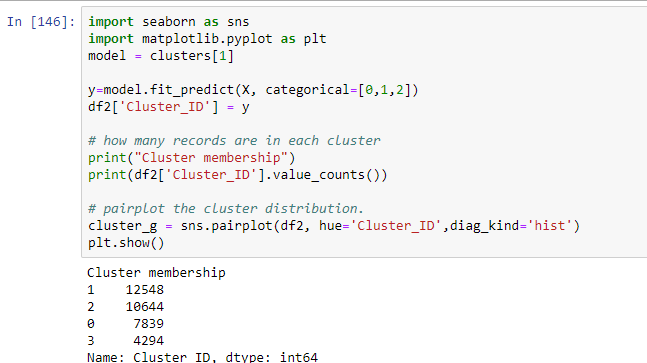 In [146]: import seaborn as sns
import matplotlib.pyplot as plt
model = clusters[1]
y=model.fit_predict(X, categorical=[0,1,2])
df2['Cluster_ID'] = y
# how many records are in each cluster
print("Cluster membership")
print(df2['Cluster_ID'].value_counts())
# pairplot the cluster distribution.
cluster_g = sns.pairplot(df2, hue='Cluster_ID',diag_kind='hist')
plt.show()
Cluster membership
1    12548
2    10644
0     7839
3     4294
Name: Cluster_ID, dtype: int64